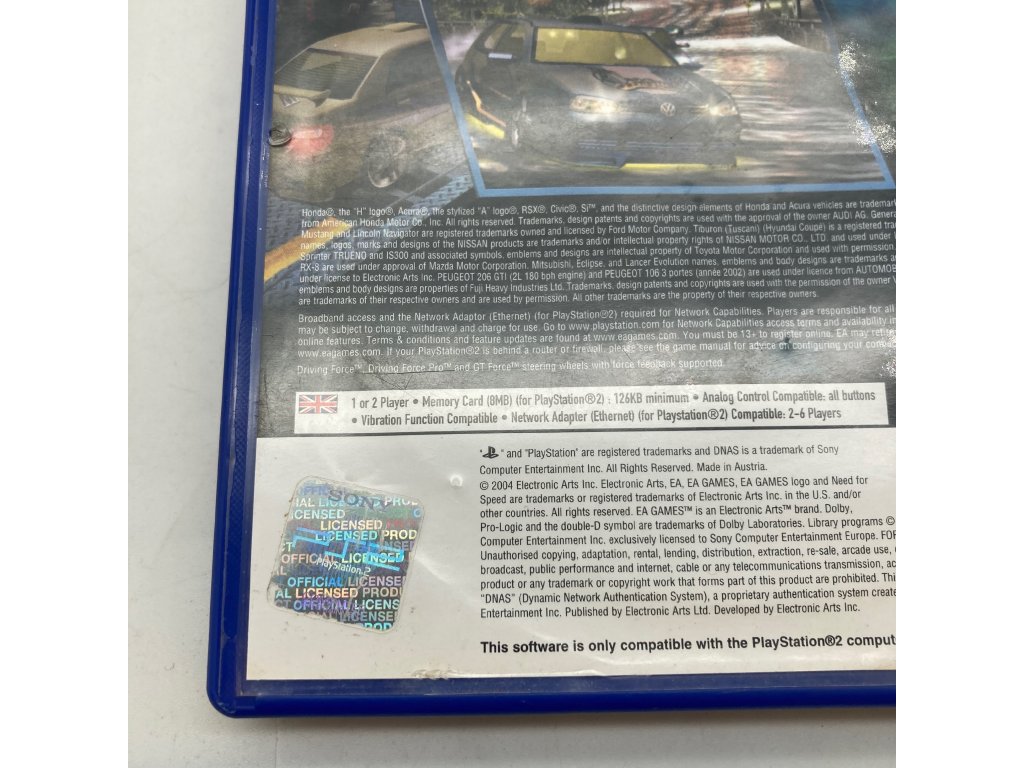 Honda®, the "H" logo®, Acura®, the stylized "A" logo®, RSX®, Civic®, Si™, and the distinctive design elements of Honda and Acura vehicles are trademar
from American Honda Motor Co., Inc. All rights reserved. Trademarks, design patents and copyrights are used with the approval of the owner AUDI AG. Genera
Mustang and Lincoln Navigator are registered trademarks owned and licensed by Ford Motor Company. Tiburon (Tuscani) (Hyundai Coupé) is a registered tra
names, logos, marks and designs of the NISSAN products are trademarks and/or intellectual property rights of NISSAN MOTOR CO., LTD. and used under
Sprinter TRUENO and IS300 and associated symbols, emblems and designs are intellectual property of Toyota Motor Corporation and used with permission.
RX-8 are used under approval of Mazda Motor Corporation. Mitsubishi, Eclipse, and Lancer Evolution names, emblems and body designs are trademarks a
under license to Electronic Arts Inc. PEUGEOT 206 GTI (2L 180 bph engine) and PEUGEOT 106 3 portes (année 2002) are used under licence from AUTOMOB
emblems and body designs are properties of Fuji Heavy Industries Ltd. Trademarks, design patents and copyrights are used with the permission of the owner
are trademarks of their respective owners and are used by permission. All other trademarks are the property of their respective owners.
Broadband access and the Network Adaptor (Ethernet) (for PlayStation®2) required for Network Capabilities. Players are responsible for all
may be subject to change, withdrawal and charge for use. Go to www.playstation.com for Network Capabilities access terms and availability in
online features. Terms & conditions and feature updates are found at www.eagames.com. You must be 13+ to register online. EA may retire
www.eagames.com. If your PlayStation®2 is behind a router or firewall, please see the game manual for advice on configuring your
Driving Force™, Driving Force Pro™ and GT Force™ steering wheels with force feedback supported.
1 or 2 Player • Memory Card (8MB) (for PlayStation®2) : 126KB minimum • Analog Control Compatible: all buttons
• Vibration Function Compatible • Network Adapter (Ethernet) (for Playstation®2) Compatible: 2-6 Players
" " and "PlayStation" are registered trademarks and DNAS is a trademark of Sony
Computer Entertainment Inc. All Rights Reserved. Made in Austria.
© 2004 Electronic Arts Inc. Electronic Arts, EA, EA GAMES, EA GAMES logo and Need for
Speed are trademarks or registered trademarks of Electronic Arts Inc. in the U.S. and/or
other countries. All rights reserved. EA GAMES™ is an Electronic Arts™ brand. Dolby,
Pro-Logic and the double-D symbol are trademarks of Dolby Laboratories. Library programs ©
Computer Entertainment Inc. exclusively licensed to Sony Computer Entertainment Europe. FOR
Unauthorised copying, adaptation, rental, lending, distribution, extraction, re-sale, arcade use,
broadcast, public performance and internet, cable or any telecommunications transmission, ac
product or any trademark or copyright work that forms part of this product are prohibited. Thi
"DNAS" (Dynamic Network Authentication System), a proprietary authentication system create
Entertainment Inc. Published by Electronic Arts Ltd. Developed by Electronic Arts Inc.
This software is only compatible with the PlayStation®2 comput
SONY
LICENSED
LICENSED PROD
OFFICIAL LICENSED
PlayStation 2
OFFICIAL LICENSE
LICENSED PRODU
CT OFFICIAL LICENS
LICENSE
PROD